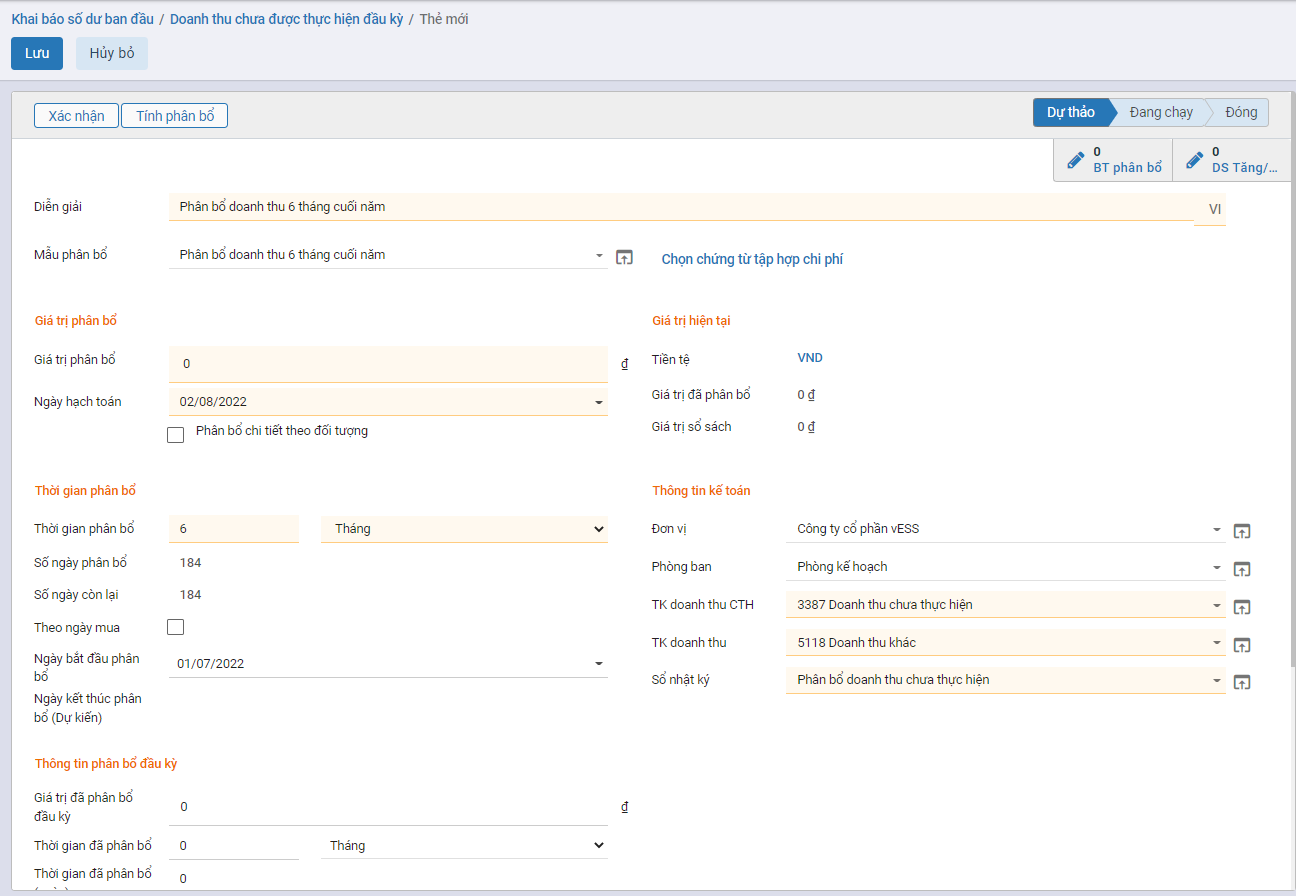 Khai báo số dư ban đầu / Doanh thu chưa được thực hiện đầu kỳ / Thẻ mới
Lưu
Hủy bỏ
Xác nhận
Tính phân bổ
Dự thảo
Đang chạy
Đóng
0
BT phân bổ
0
DS Tăng/...
Diễn giải
Phân bổ doanh thu 6 tháng cuối năm
VI
Mẫu phân bổ
Phân bổ doanh thu 6 tháng cuối năm
Chọn chứng từ tập hợp chi phí
Giá trị phân bổ
Giá trị phân bổ
0
₫
Ngày hạch toán
02/08/2022
Phân bổ chi tiết theo đối tượng
Giá trị hiện tại
Tiền tệ
VND
Giá trị đã phân bổ
0 ₫
Giá trị sổ sách
0 ₫
Thời gian phân bổ
Thời gian phân bổ
6
Tháng
Số ngày phân bổ
184
Số ngày còn lại
184
Theo ngày mua
Ngày bắt đầu phân
bổ
01/07/2022
Ngày kết thúc phân
bổ (Dự kiến)
Thông tin kế toán
Đơn vị
Công ty cổ phần vESS
Phòng ban
Phòng kế hoạch
TK doanh thu CTH
3387 Doanh thu chưa thực hiện
TK doanh thu
5118 Doanh thu khác
Sổ nhật ký
Phân bổ doanh thu chưa thực hiện
Thông tin phân bổ đầu kỳ
Giá trị đã phân bổ
đầu kỳ
0
₫
Thời gian đã phân bổ
0
Tháng
Thời gian đã phân bổ
0